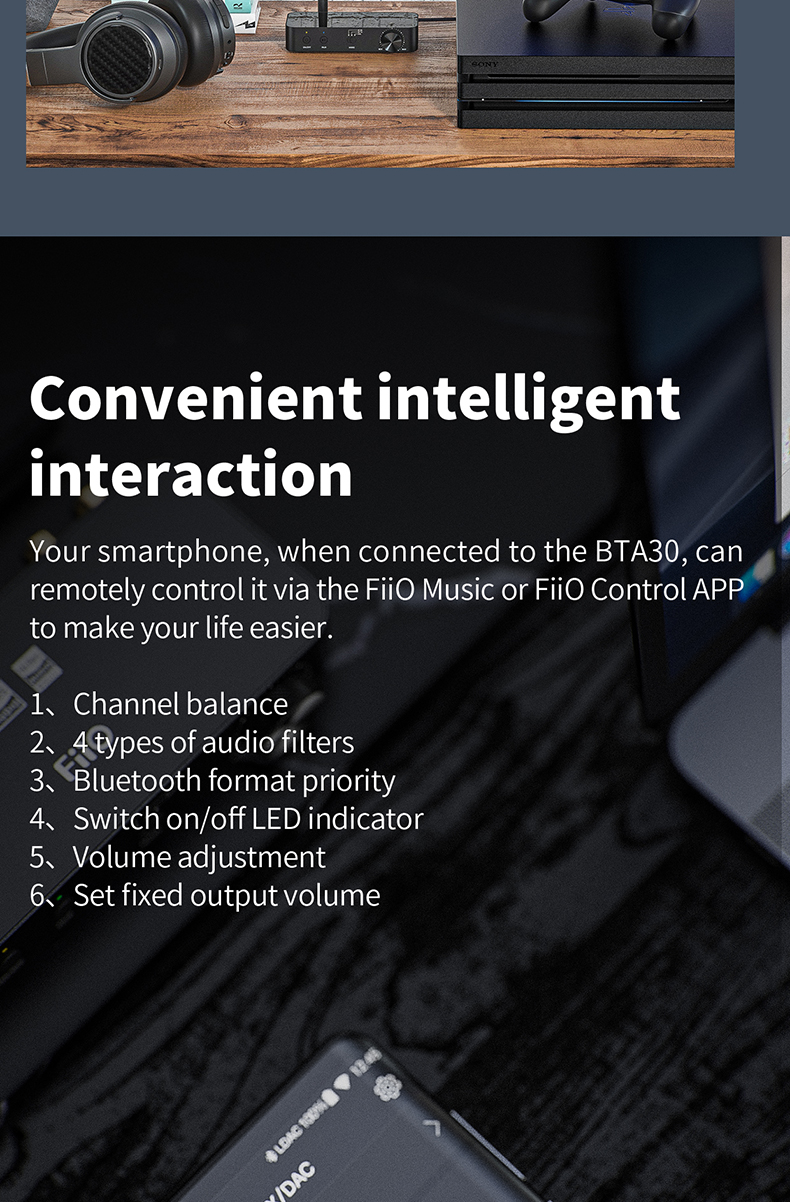 SONY
Convenient intelligent
interaction
Your smartphone, when connected to the BTA30, can
remotely control it via the FiiO Music or FiiO Control APP
to make your life easier.
1、Channel balance
2、4 types of audio filters
3、Bluetooth format priority
4、Switch on/off LED indicator
5、Volume adjustment
6、Set fixed output volume
FiiO
LDAC 100% 12:48
/DAC